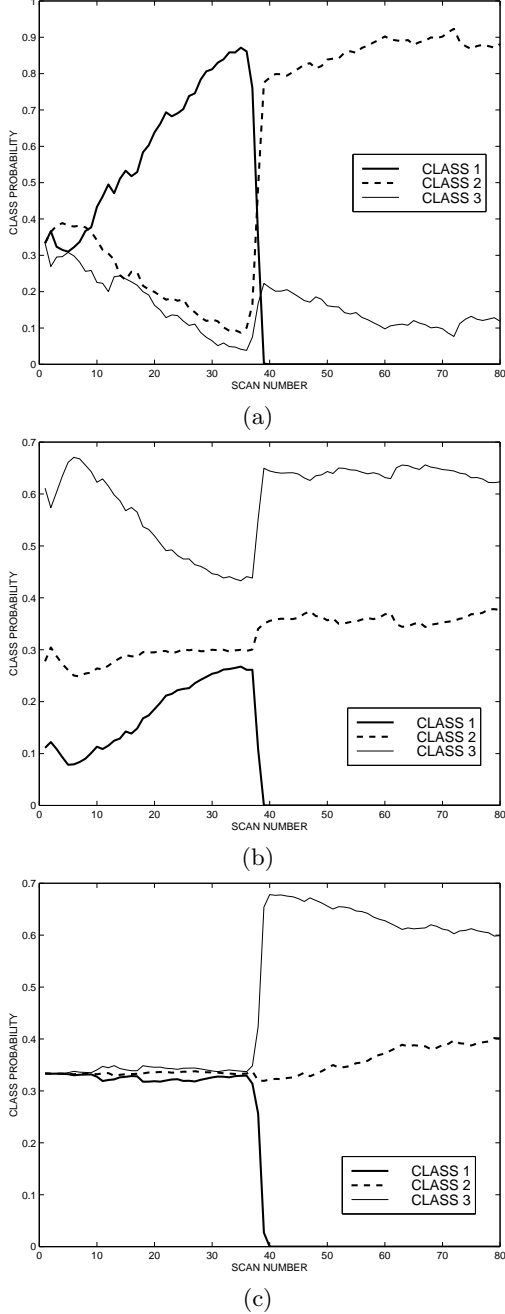 1
0.9
0.8
0.7
0.6
0.5
0.4
0.3
0.2
0.1
0
CLASS PROBABILITY
CLASS 1
CLASS 2
CLASS 3
0 10 20 30 40 50 60 70 80
SCAN NUMBER
(a)
0.7
0.6
0.5
0.4
0.3
0.2
0.1
0
CLASS PROBABILITY
CLASS 1
CLASS 2
CLASS 3
0 10 20 30 40 50 60 70 80
SCAN NUMBER
(b)
0.7
0.6
0.5
0.4
0.3
0.2
0.1
0
CLASS PROBABILITY
CLASS 1
CLASS 2
CLASS 3
0 10 20 30 40 50 60 70 80
SCAN NUMBER
(c)